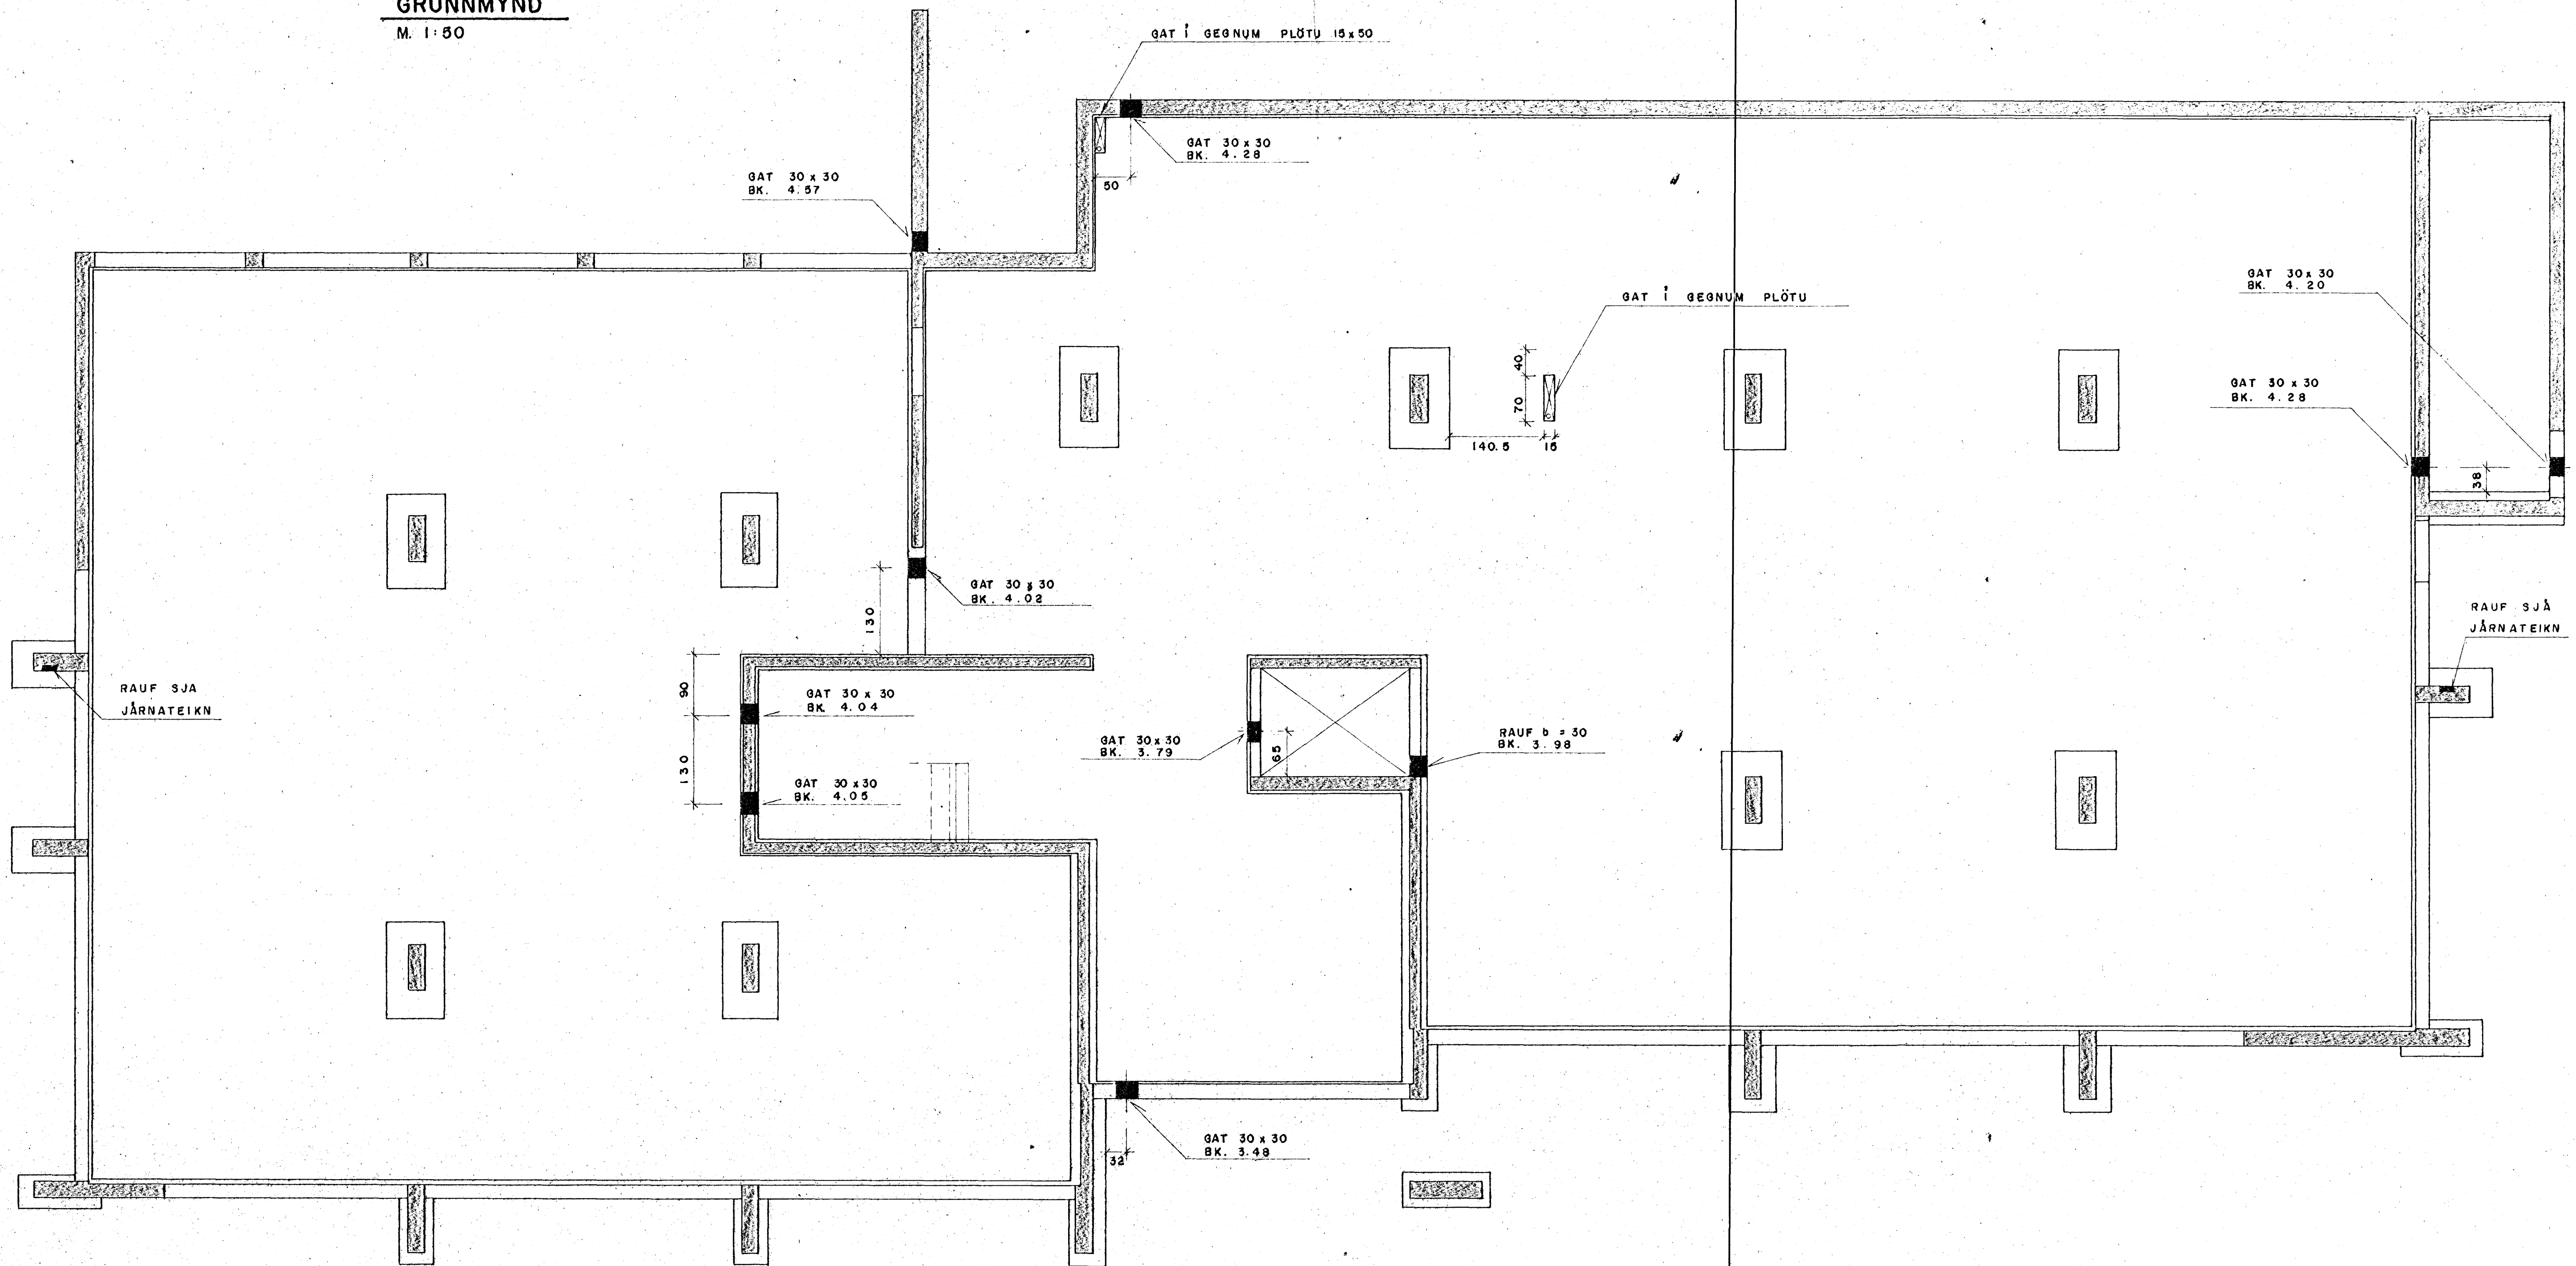 GRUNNMYND
M. 1:50
GAT Í GEGNUM PLÖTU 15x50
GAT 30 x 30
BK. 4.28
50
GAT 30 x 30
BK. 4.57
GAT 30 x 30
BK. 4.20
GAT Í GEGNUM PLÖTU
40
70
140.5
15
GAT 30 x 30
BK. 4.28
38
GAT 30 x 30
BK. 4.02
130
RAUF SJÁ
JÁRNATEIKN
RAUF SJA
JÁRNATEIKN
90
GAT 30 x 30
BK. 4.04
130
GAT 30 x 30
BK. 4.05
GAT 30 x 30
BK. 3.79
65
RAUF b = 30
BK. 3.98
32
GAT 30 x 30
BK. 3.48